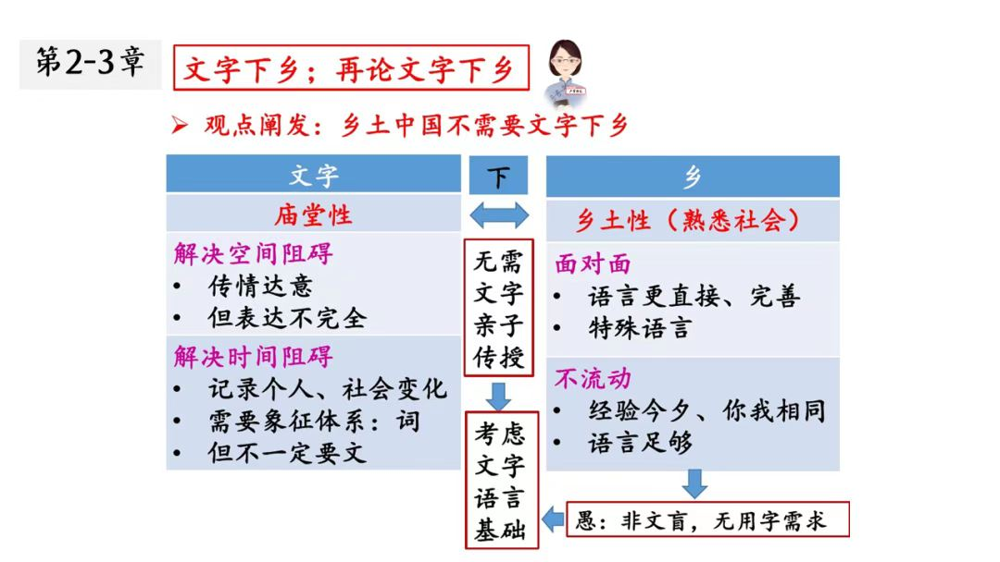 第2-3章
文字下乡；再论文字下乡
➢ 观点阐发：乡土中国不需要文字下乡
文字
庙堂性
解决空间阻碍
• 传情达意
• 但表达不完全
解决时间阻碍
• 记录个人、社会变化
• 需要象征体系：词
• 但不一定要文
下
无需
文字
亲子
传授
考虑
文字
语言
基础
乡
乡土性（熟悉社会）
面对面
• 语言更直接、完善
• 特殊语言
不流动
• 经验今夕、你我相同
• 语言足够
愚：非文盲，无用字需求